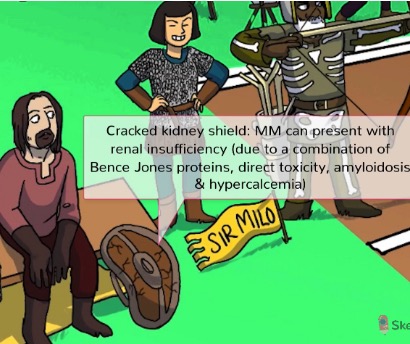 Cracked kidney shield: MM can present with
renal insufficiency (due to a combination of
Bence Jones proteins, direct toxicity, amyloidosis
& hypercalcemia)
SIR MILO
Ske